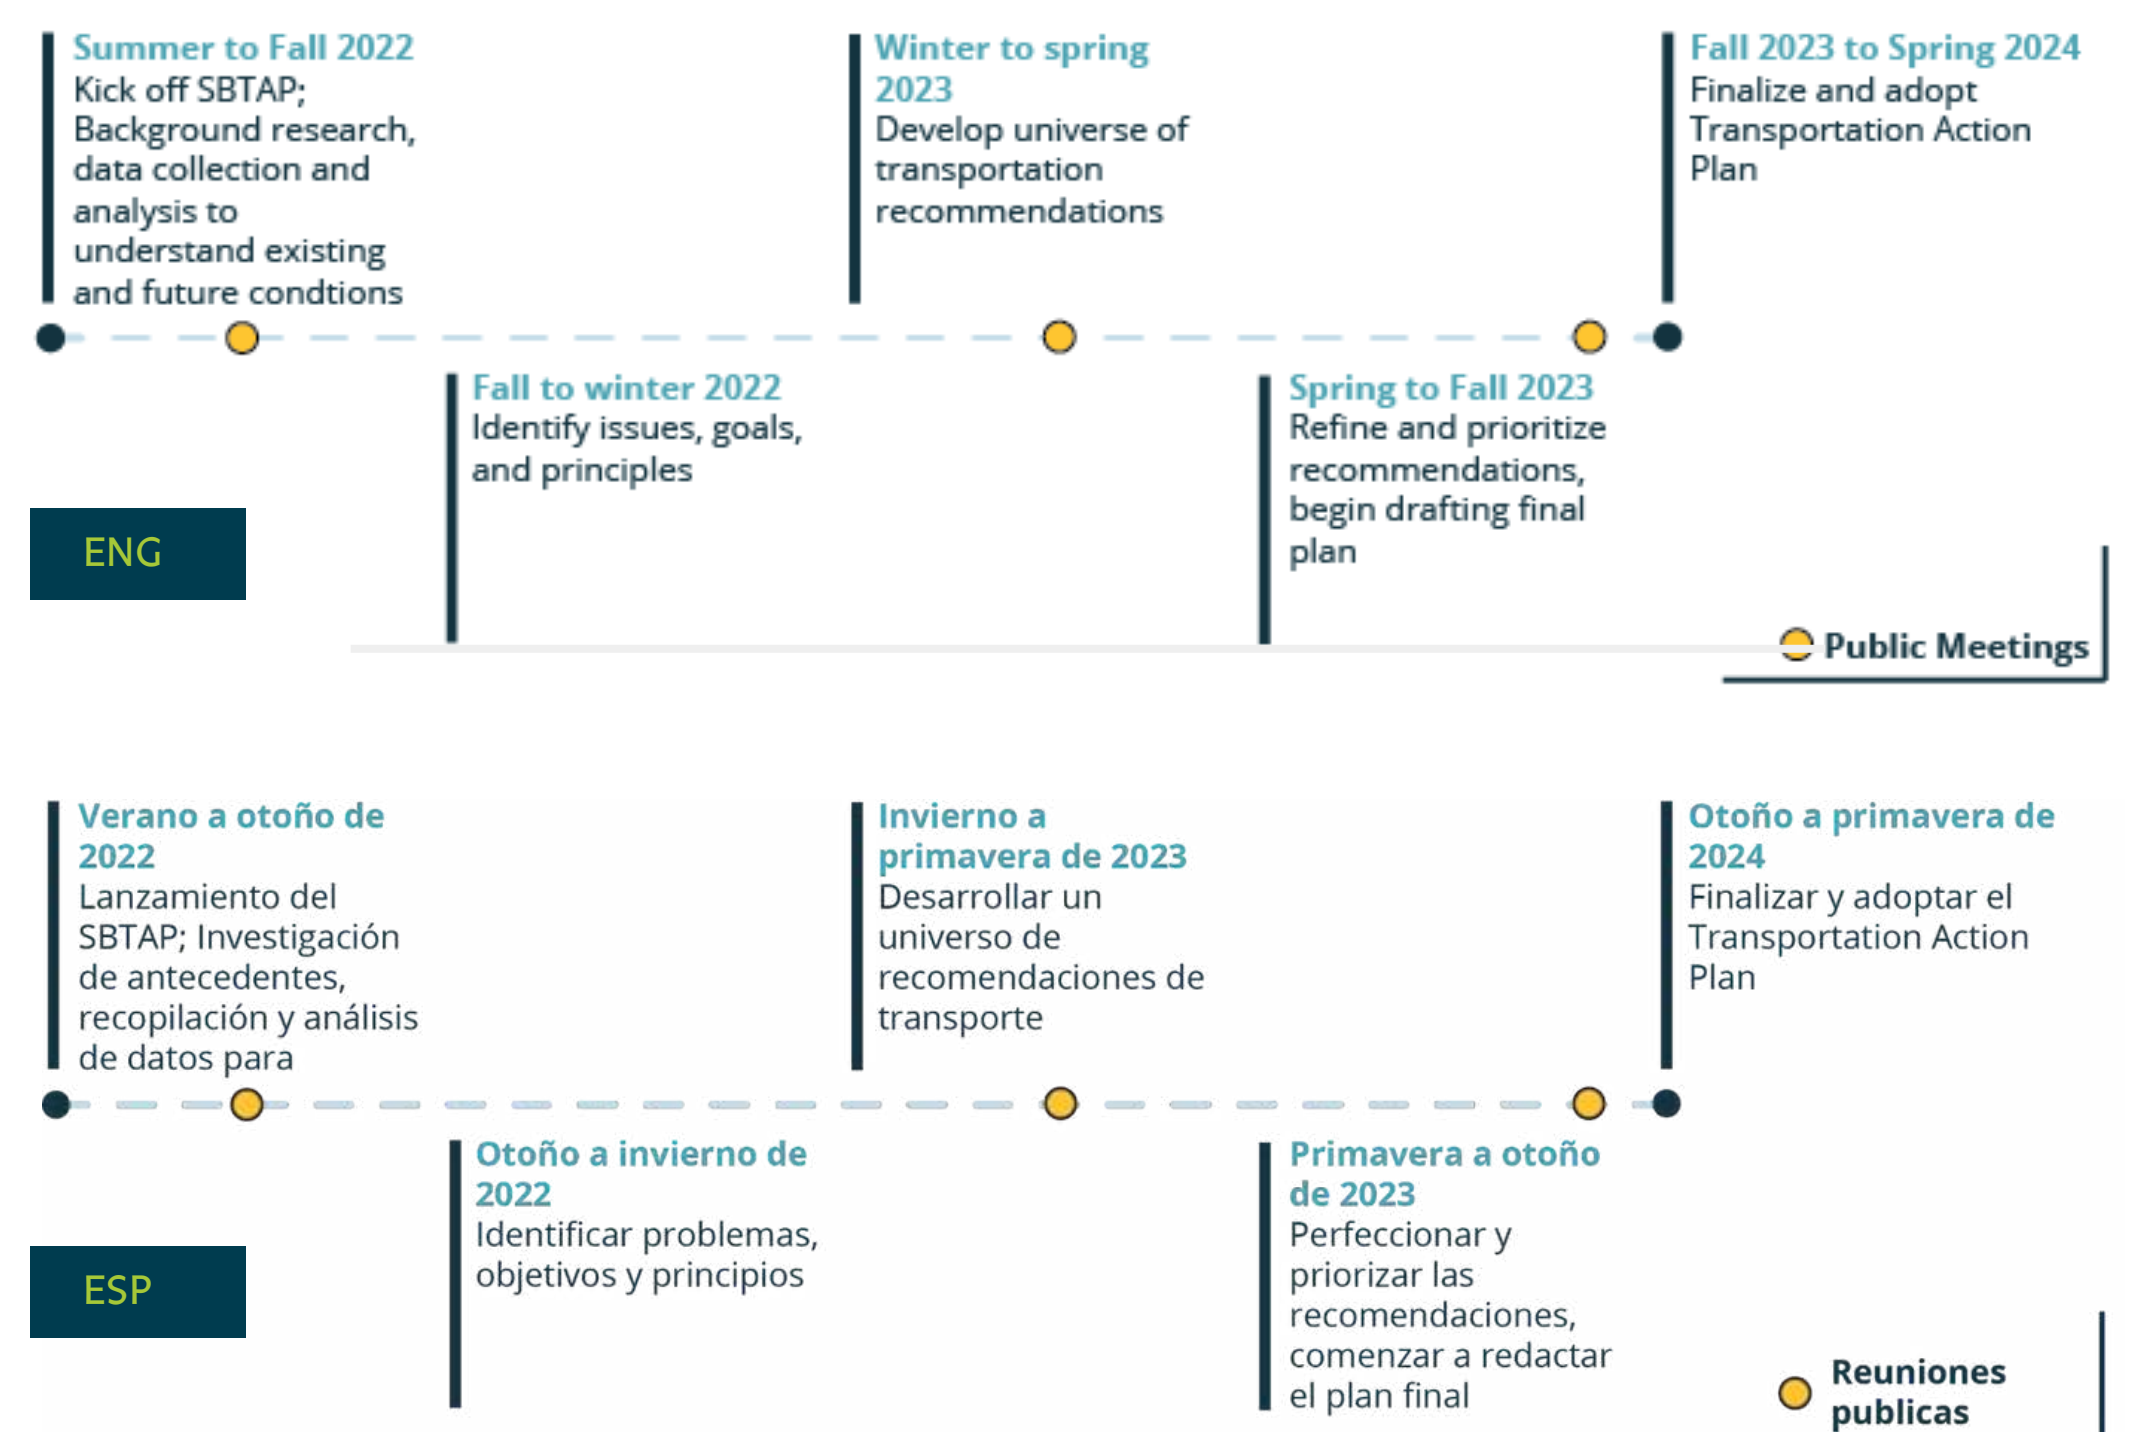 Summer to Fall 2022
Kick off SBTAP;
Background research,
data collection and
analysis to
understand existing
and future condtions
Fall to winter 2022
Identify issues, goals,
and principles
Winter to spring
2023
Develop universe of
transportation
recommendations
Spring to Fall 2023
Refine and prioritize
recommendations,
begin drafting final
plan
Fall 2023 to Spring 2024
Finalize and adopt
Transportation Action
Plan
ENG
Public Meetings
Verano a otoño de
2022
Lanzamiento del
SBTAP; Investigación
de antecedentes,
recopilación y análisis
de datos para
Otoño a invierno de
2022
Identificar problemas,
objetivos y principios
Invierno a
primavera de 2023
Desarrollar un
universo de
recomendaciones de
transporte
Primavera a otoño
de 2023
Perfeccionar y
priorizar las
recomendaciones,
comenzar a redactar
el plan final
Otoño a primavera de
2024
Finalizar y adoptar el
Transportation Action
Plan
ESP
Reuniones
publicas